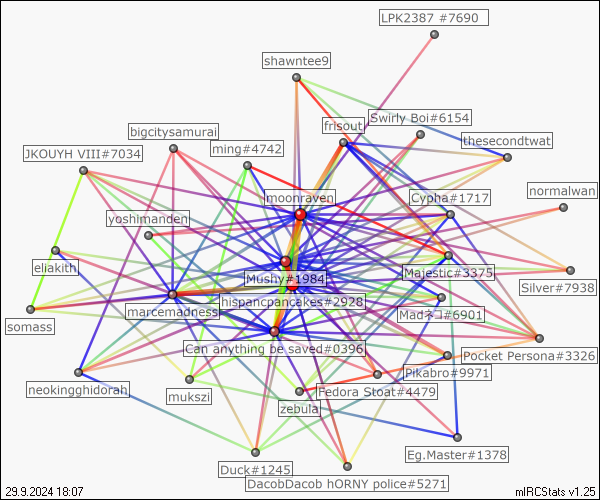 LPK2387 #7690
shawntee9
Swirly Boi#6154
frisout
bigcitysamurai
thesecondtwat
ming#4742
JKOUYH VIII#7034
normalwan
moonraven
Cypha#1717
yoshimanden
eliakith
Majestic#3375
Mushy#1984
Silver#7938
hispancpancakes#2928
marcemadness
Madネコ#6901
somass
Can anything be saved#0396
Pocket Persona#3326
Pikabro#9971
neokingghidorah
Fedora Stoat#4479
mukszi
zebula
Eg.Master#1378
Duck#1245
DacobDacob hORNY police#5271
29.9.2024 18:07
mIRCStats v1.25